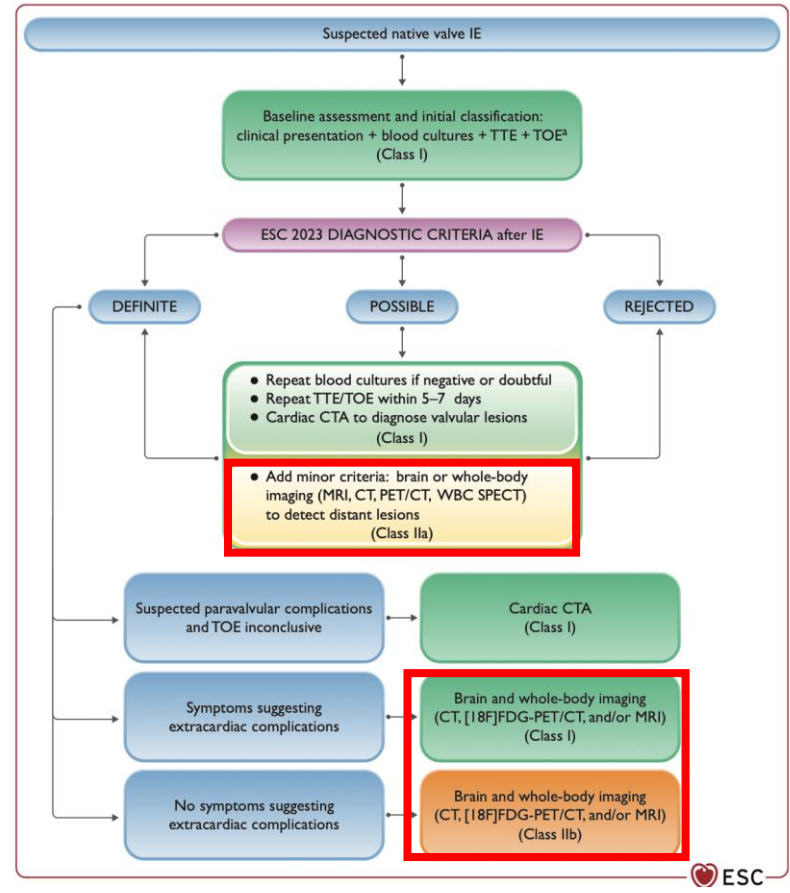 Suspected native valve IE
Baseline assessment and initial classification:
clinical presentation + blood cultures + TTE + TOEª
(Class I)
ESC 2023 DIAGNOSTIC CRITERIA after IE
DEFINITE
POSSIBLE
REJECTED
● Repeat blood cultures if negative or doubtful
● Repeat TTE/TOE within 5–7 days
● Cardiac CTA to diagnose valvular lesions
(Class I)
● Add minor criteria: brain or whole-body
imaging (MRI, CT, PET/CT, WBC SPECT)
to detect distant lesions
(Class IIa)
Suspected paravalvular complications
and TOE inconclusive
Cardiac CTA
(Class I)
Symptoms suggesting
extracardiac complications
Brain and whole-body imaging
(CT, [18F]FDG-PET/CT, and/or MRI)
(Class I)
No symptoms suggesting
extracardiac complications
Brain and whole-body imaging
(CT, [18F]FDG-PET/CT, and/or MRI)
(Class IIb)
ESC